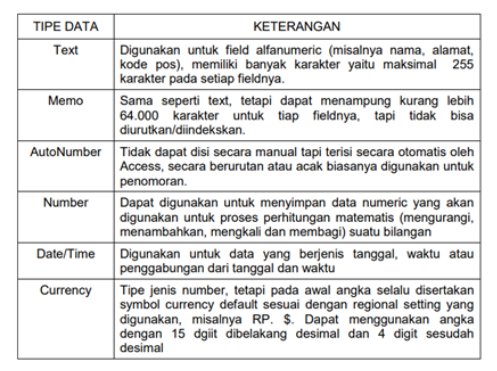 TIPE DATA KETERANGAN
Text Digunakan untuk field alfanumeric (misalnya nama, alamat,
kode pos), memiliki banyak karakter yaitu maksimal 255
karakter pada setiap fieldnya.
Memo Sama seperti text, tetapi dapat menampung kurang lebih
64.000 karakter untuk tiap fieldnya, tapi tidak bisa
diurutkan/diindekskan.
AutoNumber Tidak dapat disi secara manual tapi terisi secara otomatis oleh
Access, secara berurutan atau acak biasanya digunakan untuk
penomoran.
Number Dapat digunakan untuk menyimpan data numeric yang akan
digunakan untuk proses perhitungan matematis (mengurangi,
menambahkan, mengkali dan membagi) suatu bilangan
Date/Time Digunakan untuk data yang berjenis tanggal, waktu atau
penggabungan dari tanggal dan waktu
Currency Tipe jenis number, tetapi pada awal angka selalu disertakan
symbol currency default sesuai dengan regional setting yang
digunakan, misalnya RP. $. Dapat menggunakan angka
dengan 15 dgiit dibelakang desimal dan 4 digit sesudah
desimal